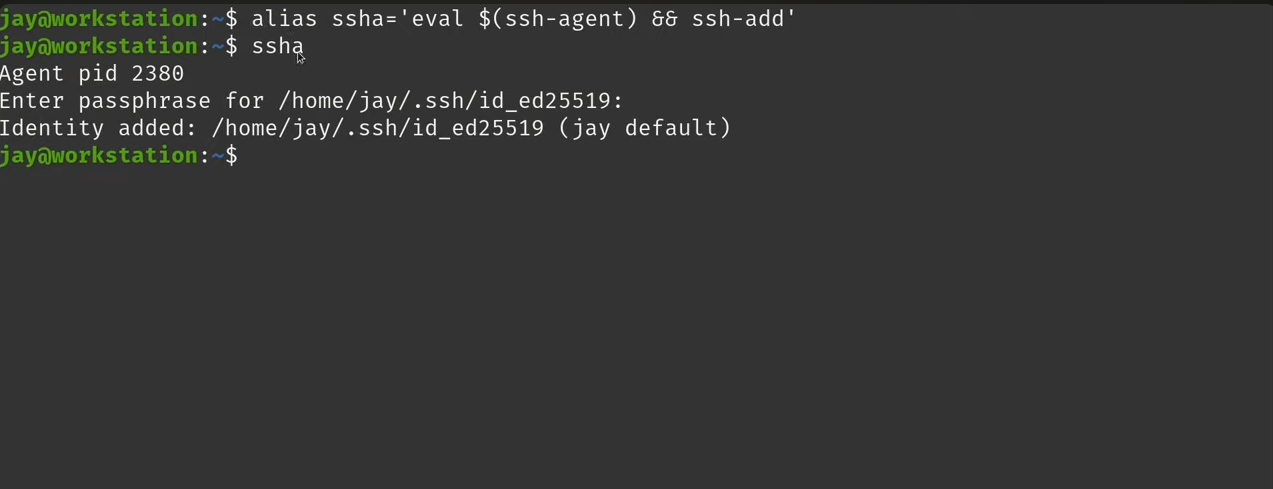 jay@workstation:~$ alias ssha='eval $(ssh-agent) && ssh-add'
jay@workstation:~$ ssha
Agent pid 2380
Enter passphrase for /home/jay/.ssh/id_ed25519:
Identity added: /home/jay/.ssh/id_ed25519 (jay default)
jay@workstation:~$